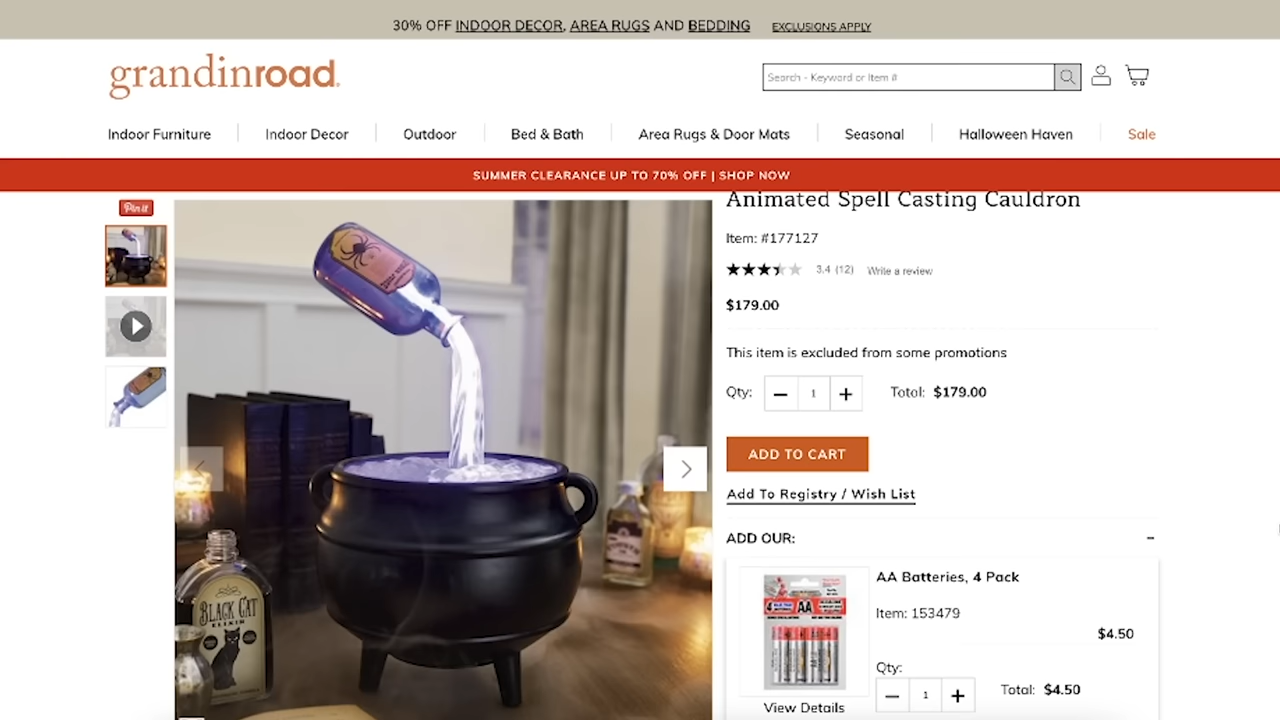 30% OFF INDOOR DECOR, AREA RUGS AND BEDDING EXCLUSIONS APPLY
grandinroad
Search - Keyword or Item #
Indoor Furniture Indoor Decor Outdoor Bed & Bath Area Rugs & Door Mats Seasonal Halloween Haven Sale
SUMMER CLEARANCE UP TO 70% OFF | SHOP NOW
Pin it
Animated Spell Casting Cauldron
Item: #177127
3.4 (12) Write a review
$179.00
This item is excluded from some promotions
Qty: 1 Total: $179.00
ADD TO CART
Add To Registry / Wish List
ADD OUR:
AA Batteries, 4 Pack
Item: 153479
$4.50
Qty:
1 Total: $4.50
View Details
AA
BLACK CAT
ELIXIR